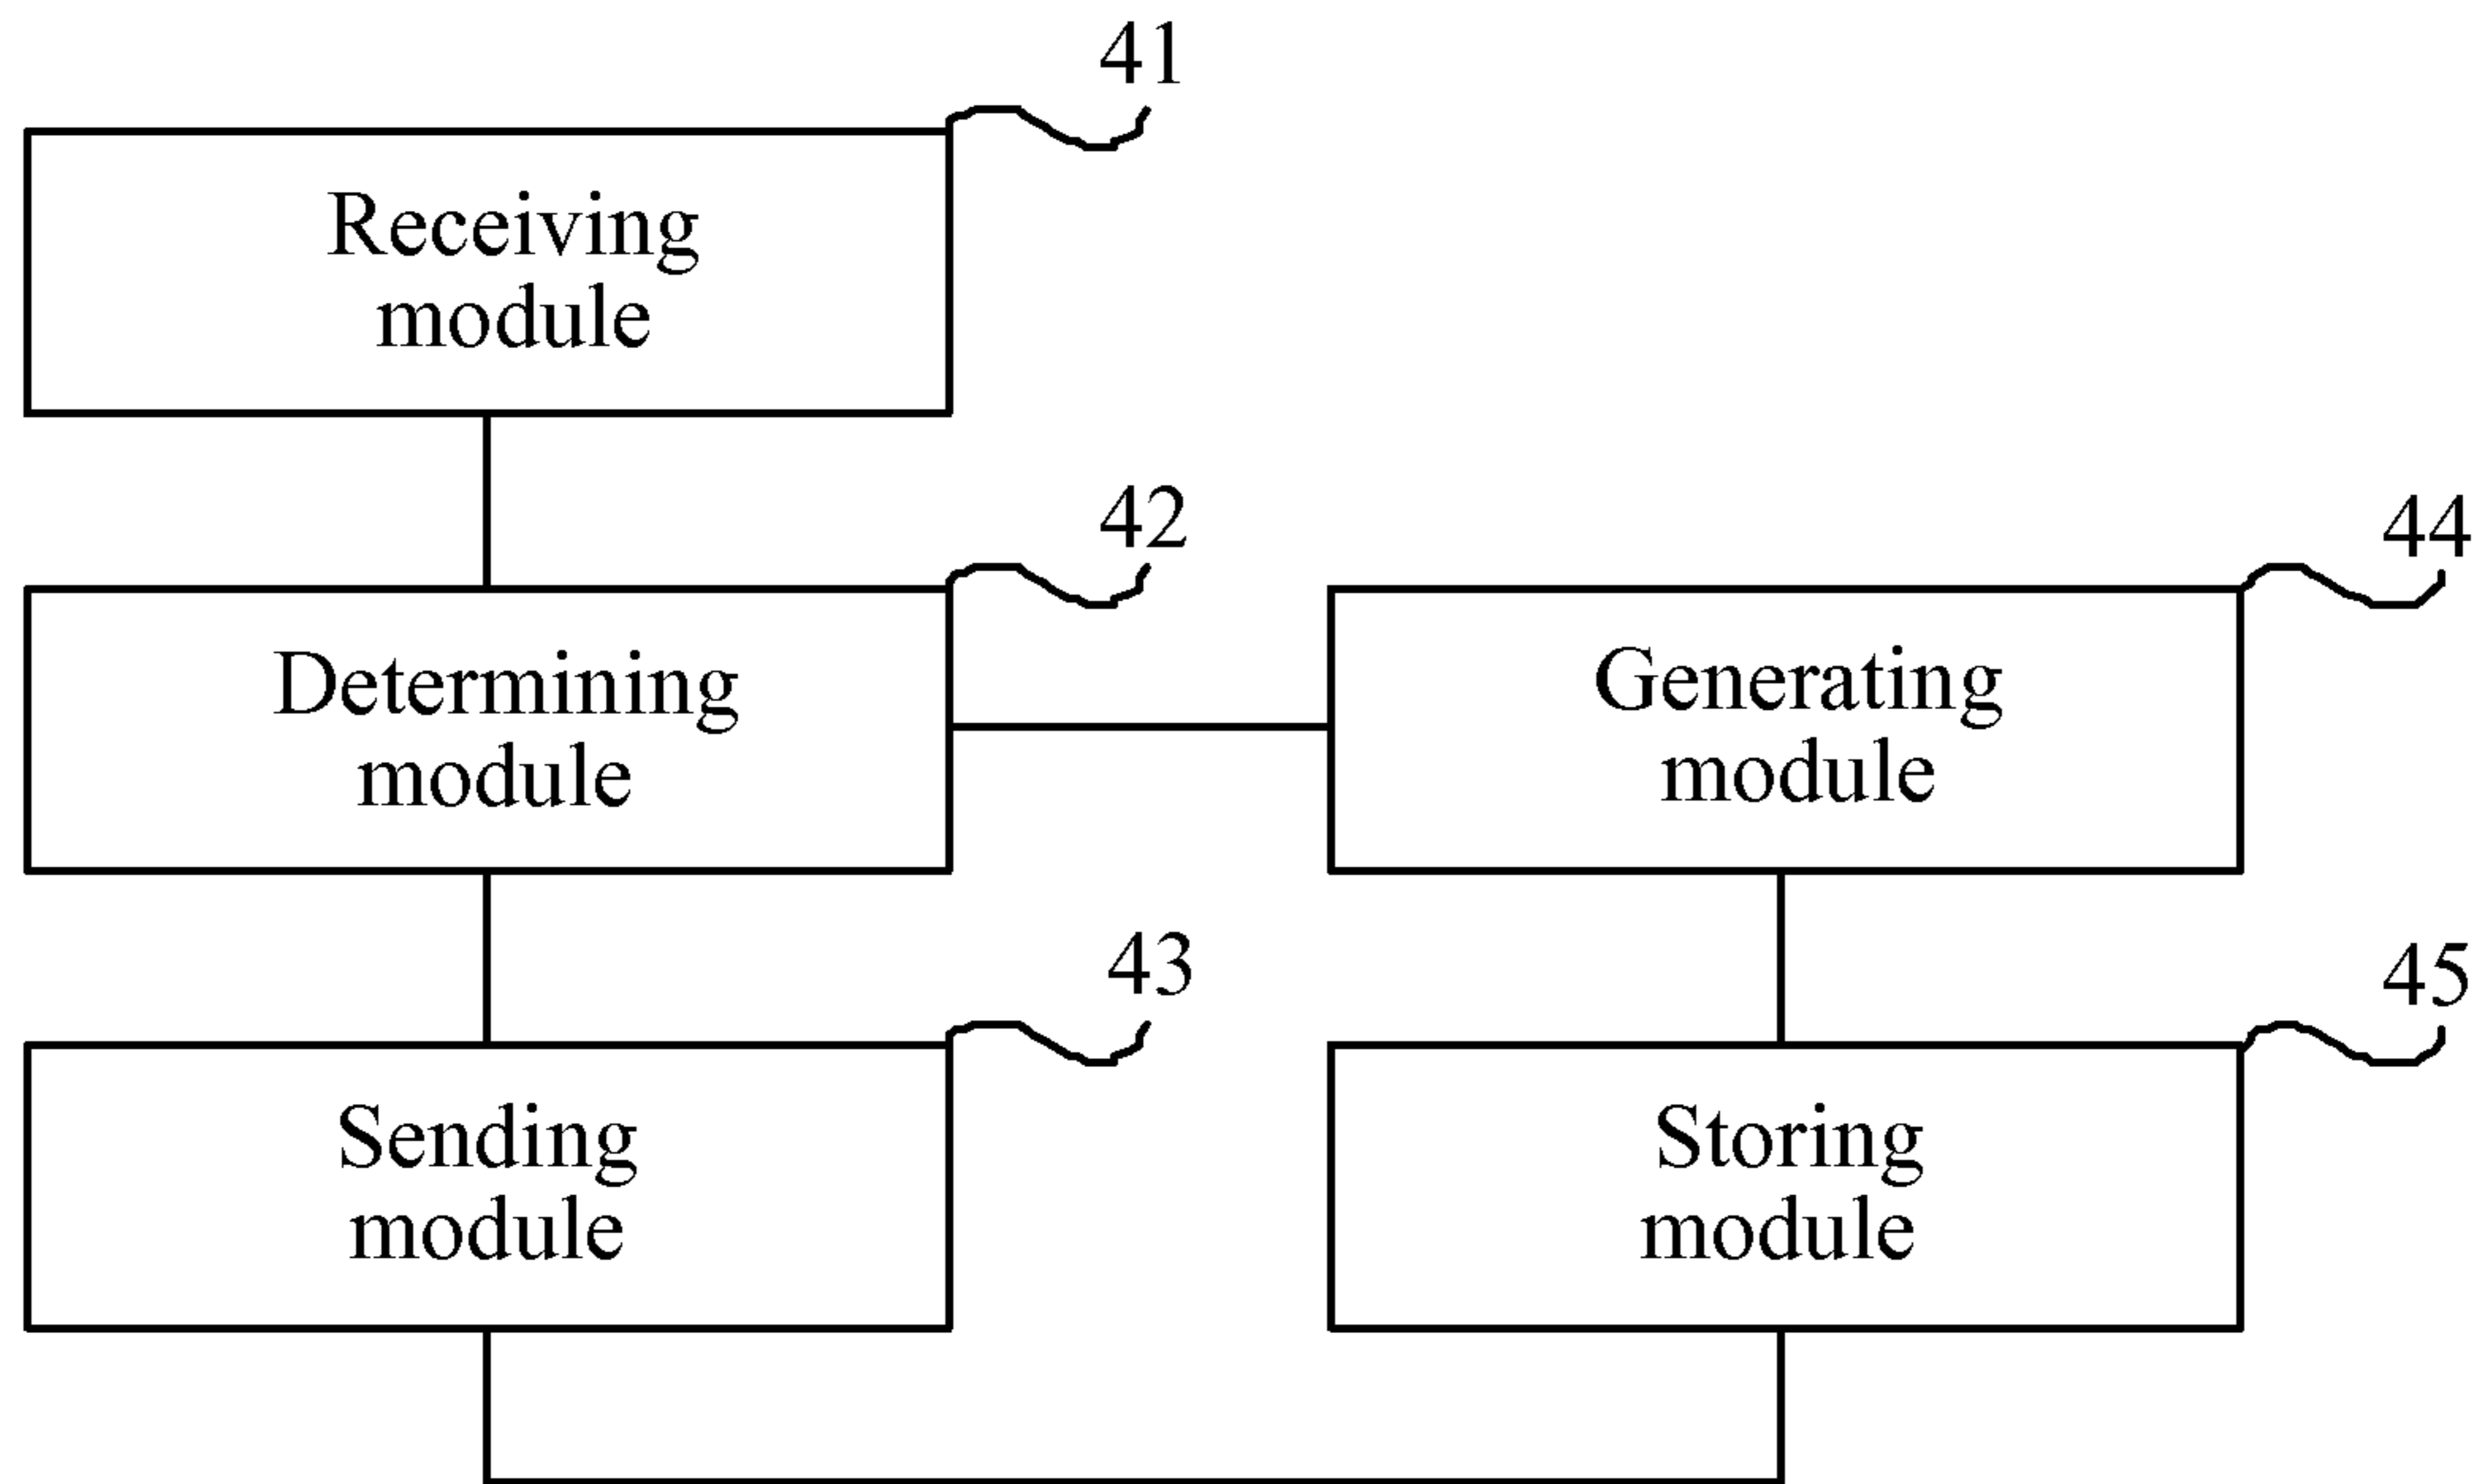 41
Receiving
module
42
Determining
module
44
Generating
module
43
Sending
module
45
Storing
module